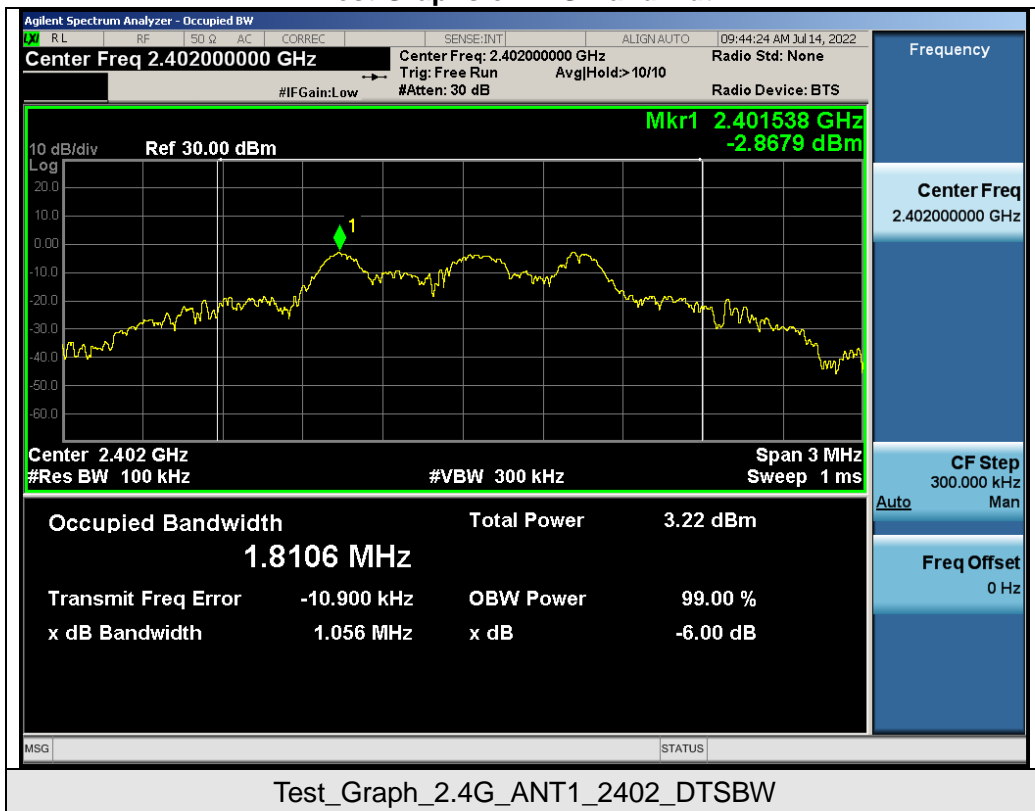 Agilent Spectrum Analyzer - Occupied BW
LXI RL RF 50 Ω AC CORREC SENSE:INT ALIGN AUTO 09:44:24 AM Jul 14, 2022
Center Freq 2.402000000 GHz
Center Freq: 2.402000000 GHz
Radio Std: None
Trig: Free Run Avg|Hold:>10/10
#IFGain:Low #Atten: 30 dB
Radio Device: BTS
Frequency
Mkr1 2.401538 GHz
-2.8679 dBm
10 dB/div Ref 30.00 dBm
Log
20.0
10.0
0.00
-10.0
-20.0
-30.0
-40.0
-50.0
-60.0
1
Center 2.402 GHz Span 3 MHz
#Res BW 100 kHz #VBW 300 kHz Sweep 1 ms
Center Freq
2.402000000 GHz
CF Step
300.000 kHz
Auto Man
Freq Offset
0 Hz
Occupied Bandwidth Total Power 3.22 dBm
1.8106 MHz
Transmit Freq Error -10.900 kHz OBW Power 99.00 %
x dB Bandwidth 1.056 MHz x dB -6.00 dB
MSG STATUS
Test_Graph_2.4G_ANT1_2402_DTSBW